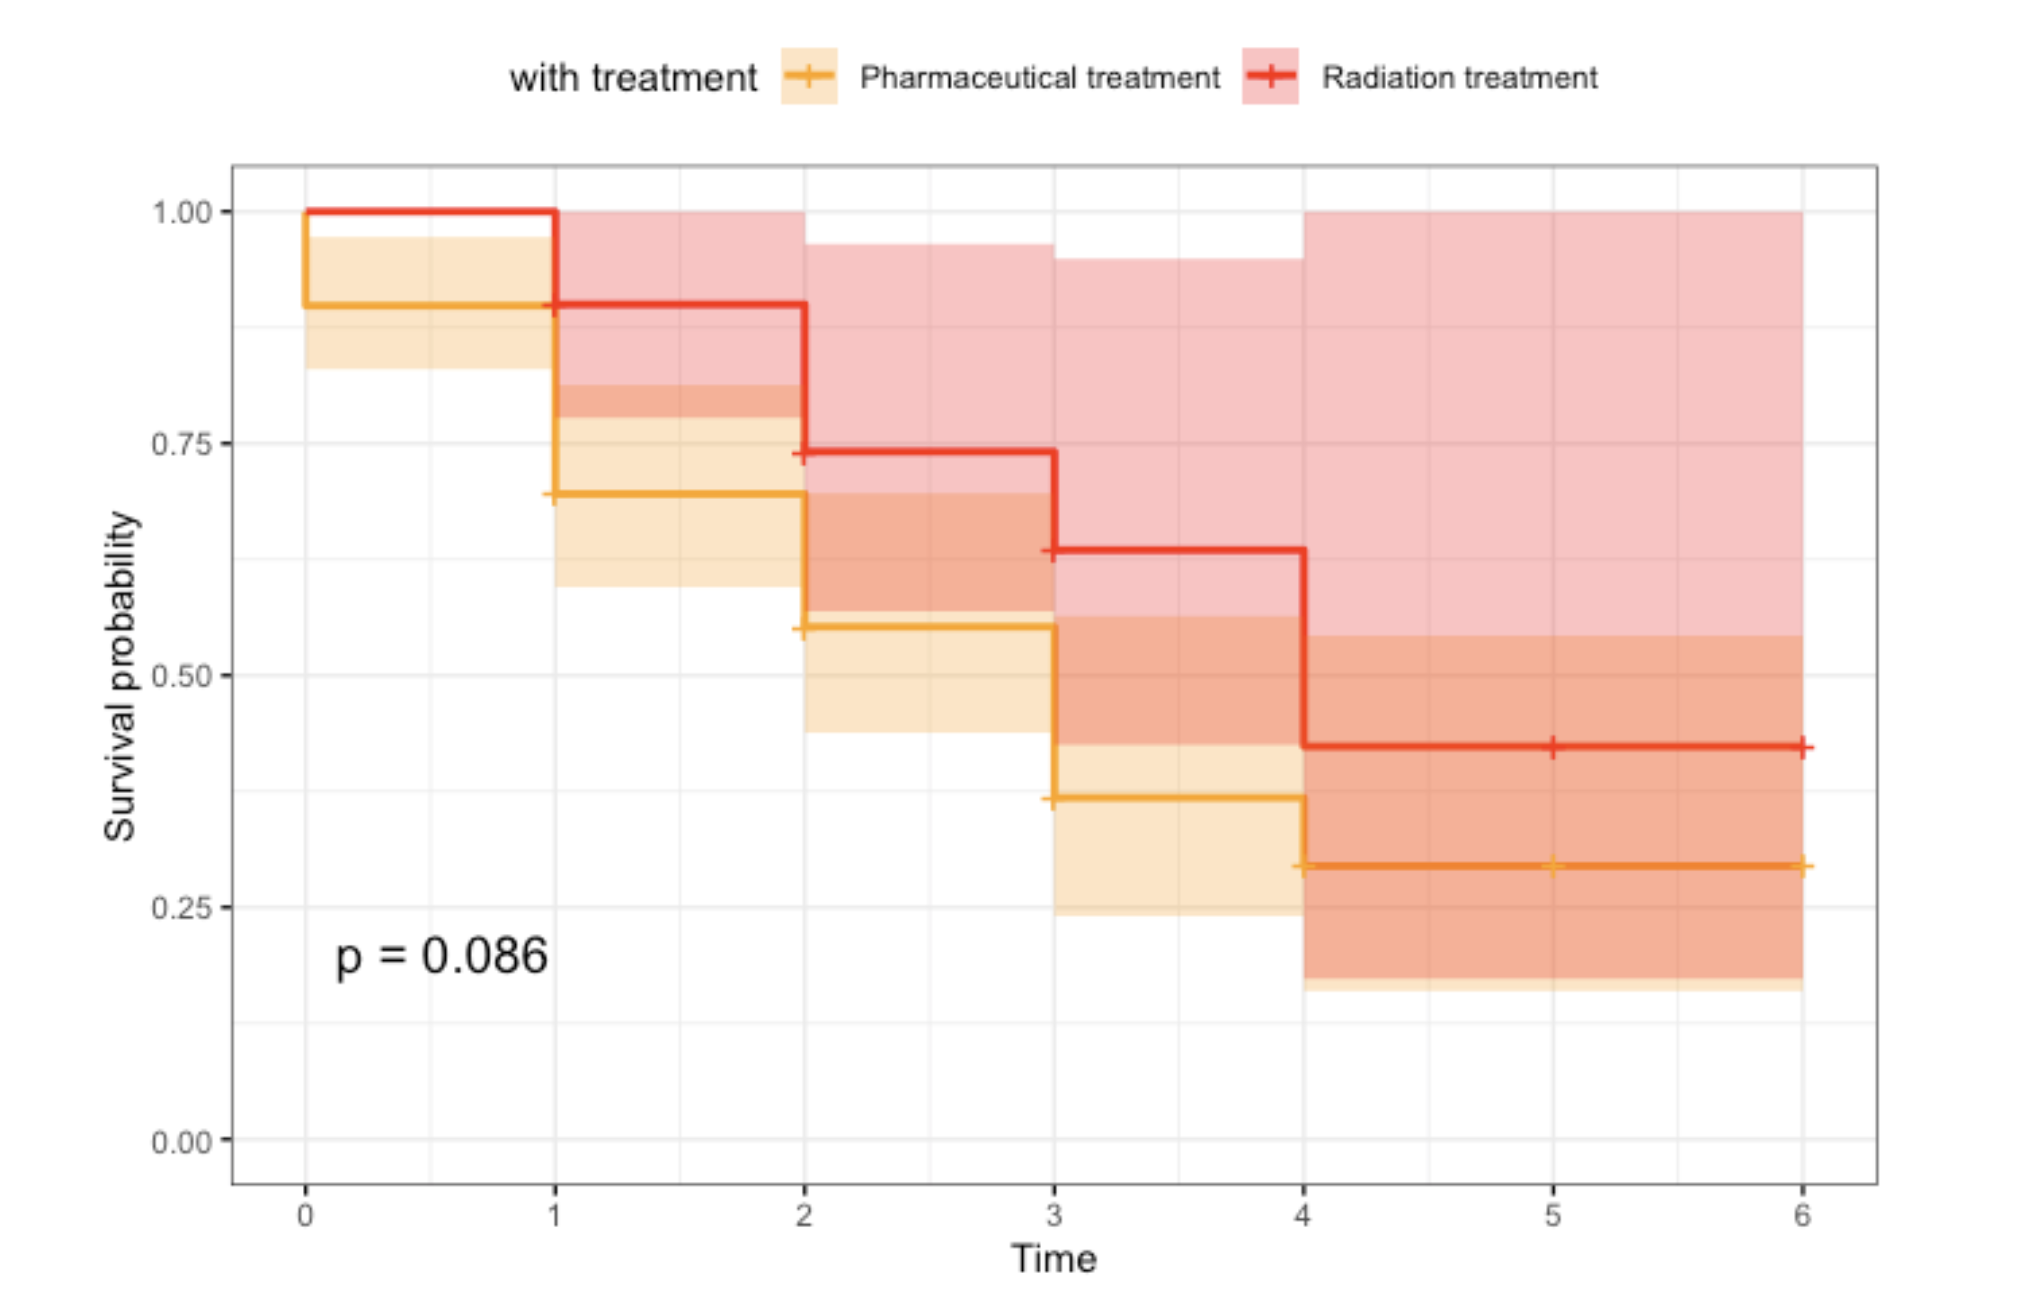 with treatment Pharmaceutical treatment Radiation treatment
1.00
0.75
0.50
0.25
0.00
Survival probability
p = 0.086
0 1 2 3 4 5 6
Time